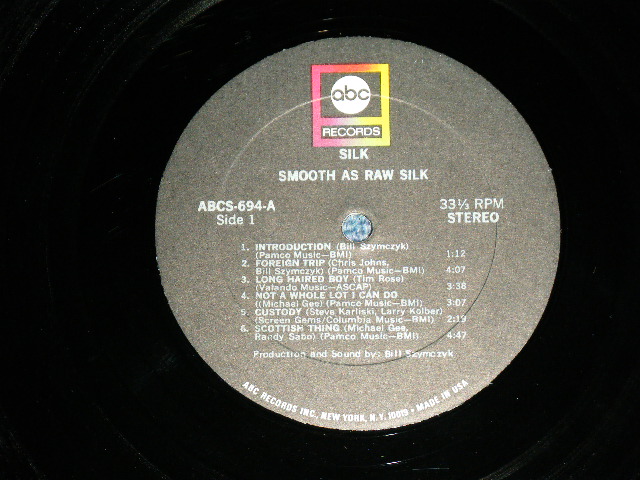 abc
RECORDS
SILK
SMOOTH AS RAW SILK
ABCS-694-A
Side 1
33⅓ RPM
STEREO
1. INTRODUCTION (Bill Szymczyk)
(Pamco Music—BMI) 1:12
2. FOREIGN TRIP (Chris Johns,
Bill Szymczyk) (Pamco Music—BMI) 4:07
3. LONG HAIRED BOY (Tim Rose)
(Valando Music—ASCAP) 3:38
4. NOT A WHOLE LOT I CAN DO
((Michael Gee) (Pamco Music—BMI) 3:07
5. CUSTODY (Steve Karliski, Larry Kolber)
(Screen Gems/Columbia Music—BMI) 2:19
6. SCOTTISH THING (Michael Gee,
Randy Sabo) (Pamco Music—BMI) 4:47
Production and Sound by: Bill Szymczyk
ABC RECORDS INC., NEW YORK, N.Y. 10019 • MADE IN USA